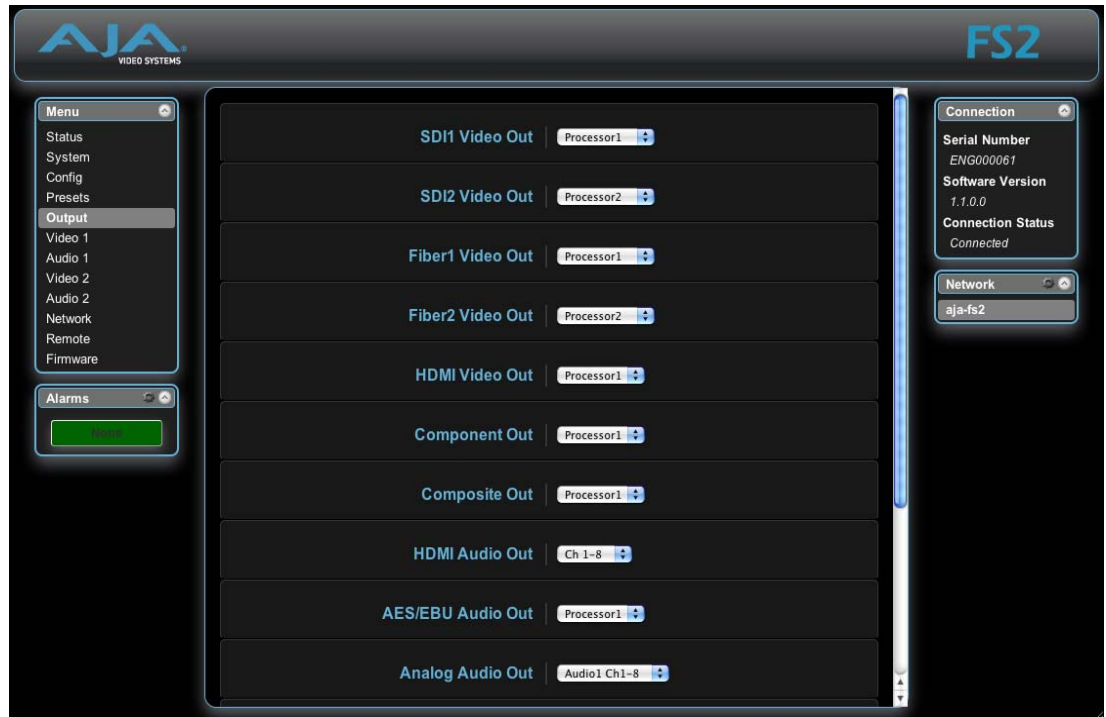 AJA
VIDEO SYSTEMS
FS2
Menu
Status
System
Config
Presets
Output
Video 1
Audio 1
Video 2
Audio 2
Network
Remote
Firmware
Alarms
None
SDI1 Video Out Processor1
SDI2 Video Out Processor2
Fiber1 Video Out Processor1
Fiber2 Video Out Processor2
HDMI Video Out Processor1
Component Out Processor1
Composite Out Processor1
HDMI Audio Out Ch 1-8
AES/EBU Audio Out Processor1
Analog Audio Out Audio1 Ch1-8
Connection
Serial Number
ENG000061
Software Version
1.1.0.0
Connection Status
Connected
Network
aja-fs2